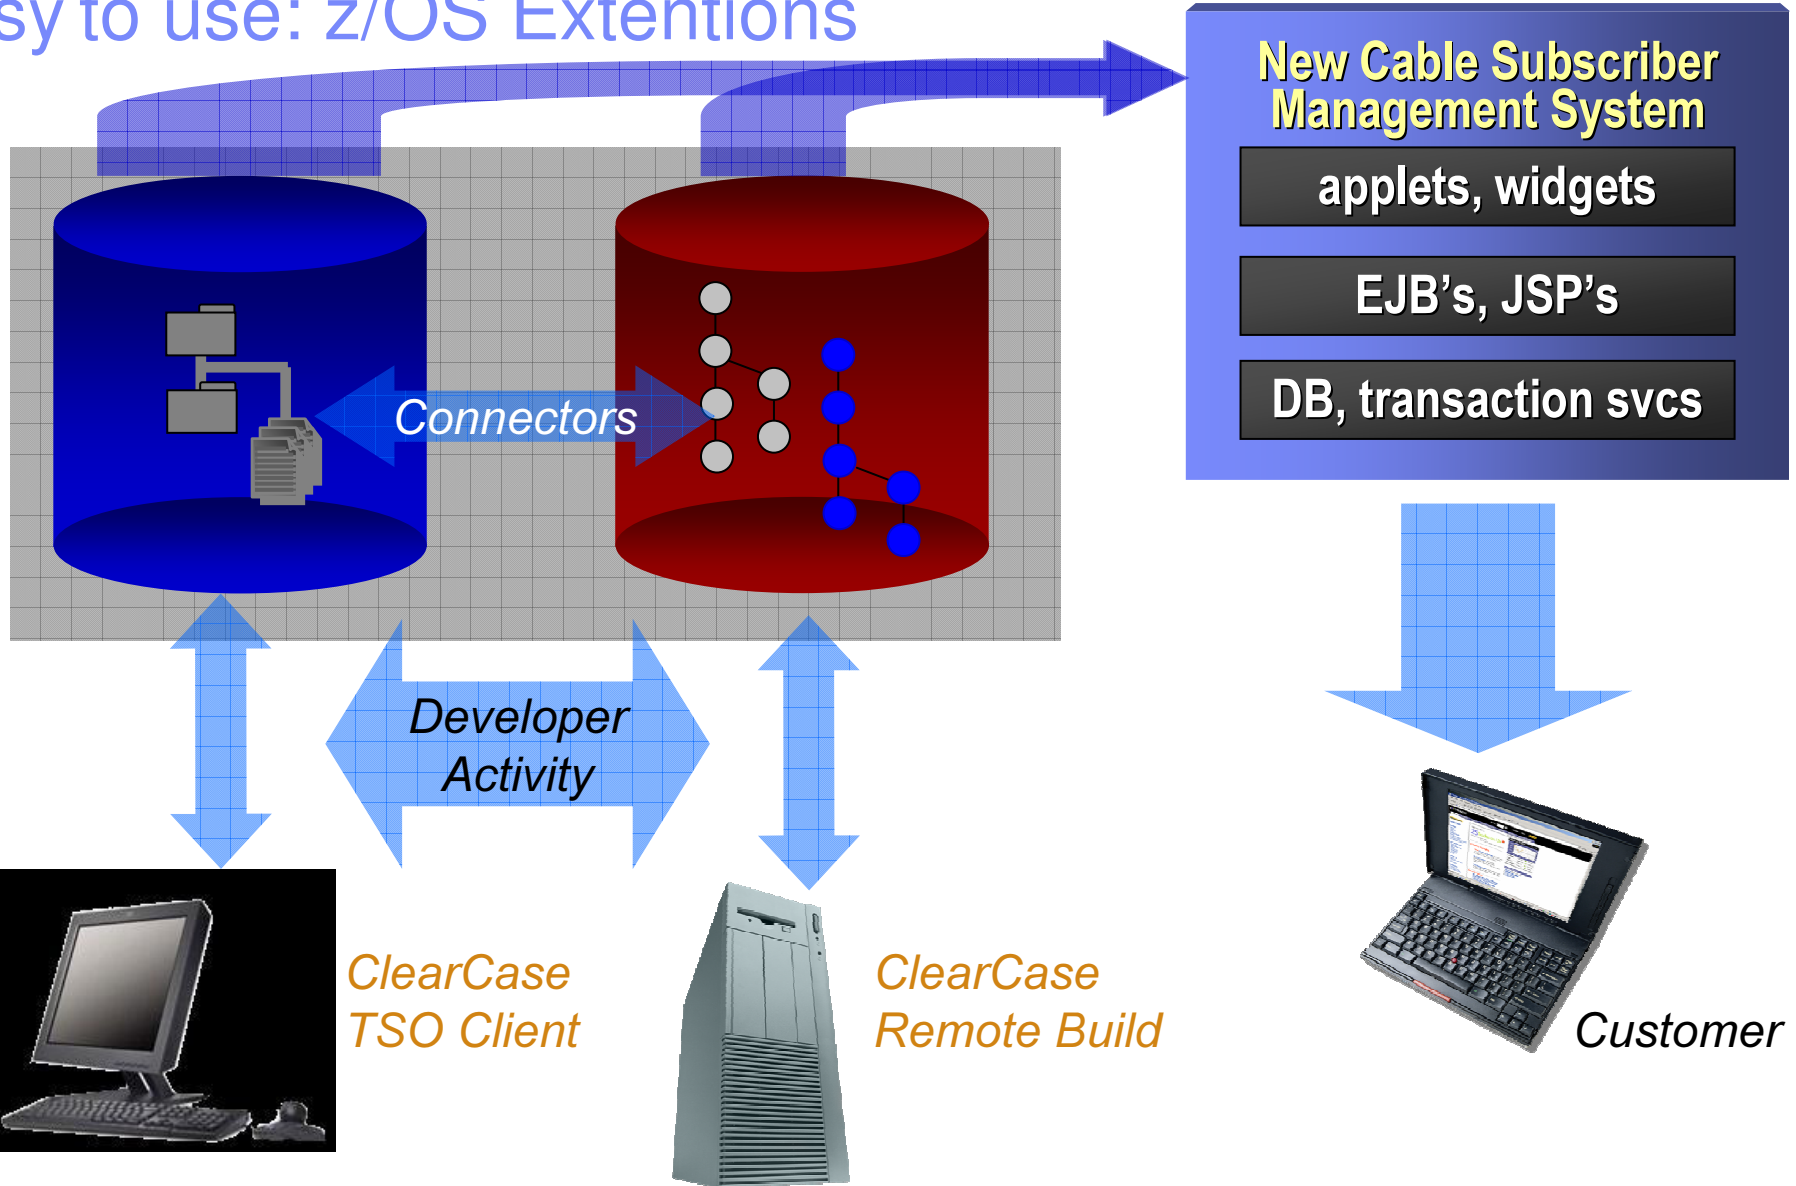 sy to use: z/OS Extentions
New Cable Subscriber
Management System
applets, widgets
EJB’s, JSP’s
DB, transaction svcs
Connectors
Developer
Activity
ClearCase
TSO Client
ClearCase
Remote Build
Customer